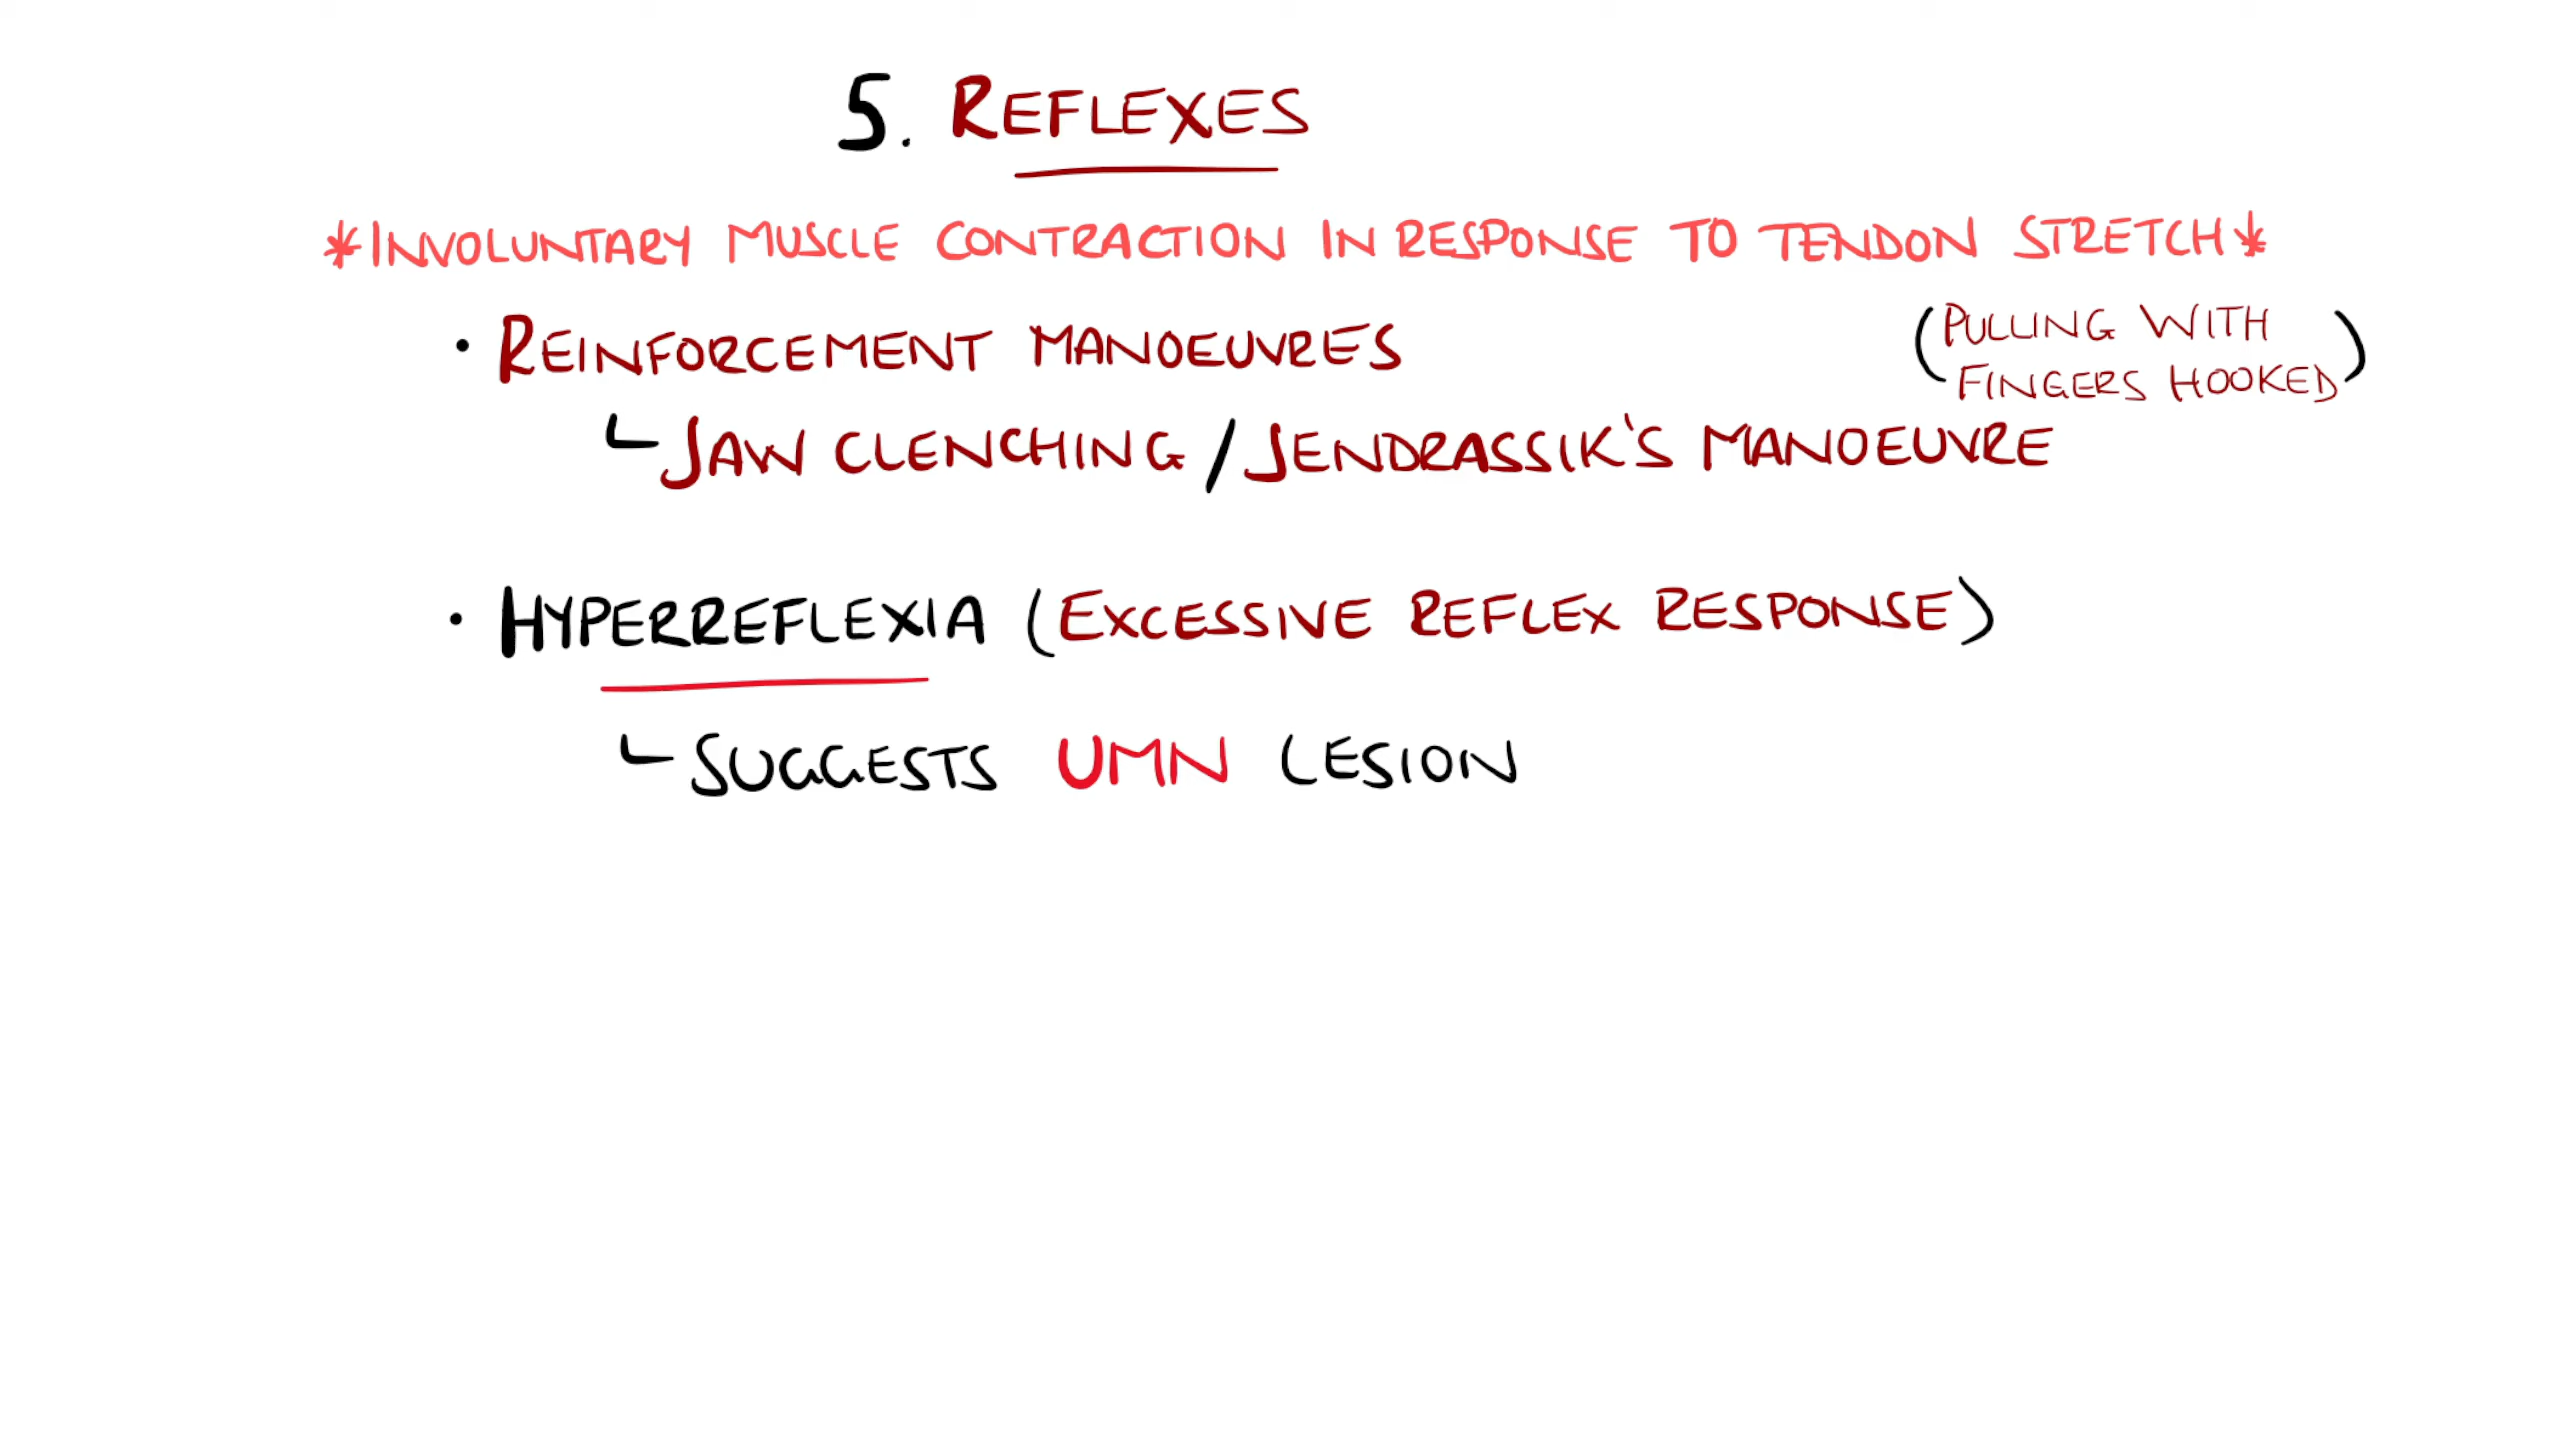 5. REFLEXES
*INVOLUNTARY MUSCLE CONTRACTION IN RESPONSE TO TENDON STRETCH*
• REINFORCEMENT MANOEUVRES
(PULLING WITH
FINGERS HOOKED)
JAW CLENCHING / JENDRASSIK'S MANOEUVRE
• HYPERREFLEXIA (EXCESSIVE REFLEX RESPONSE)
SUGGESTS UMN LESION